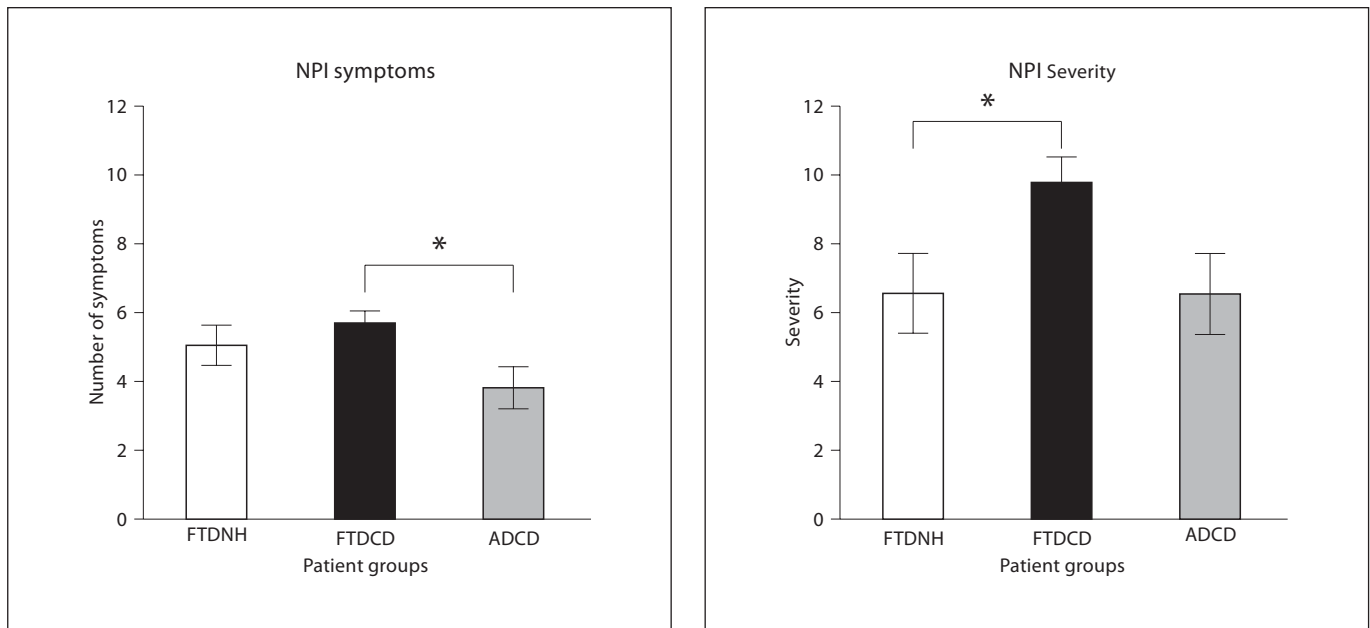 NPI symptoms
*
Number of symptoms
12
10
8
6
4
2
0
FTDNH FTDCD ADCD
Patient groups
NPI Severity
*
Severity
12
10
8
6
4
2
0
FTDNH FTDCD ADCD
Patient groups